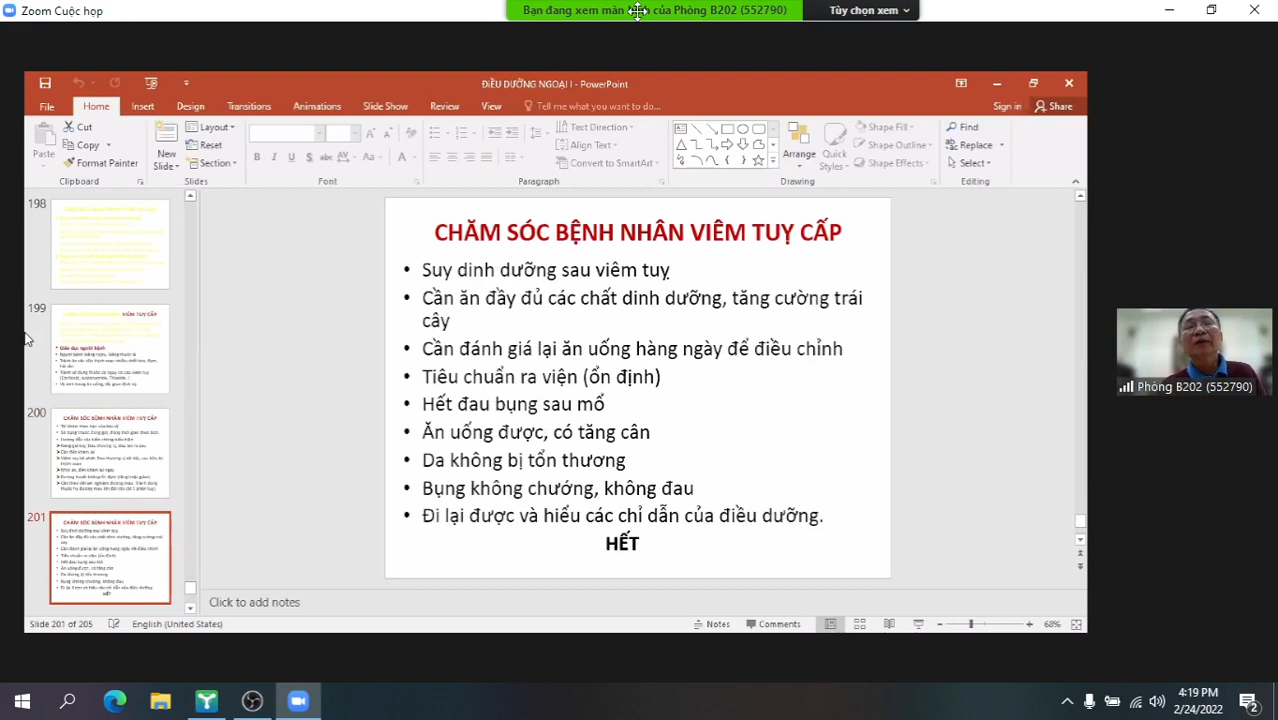 Zoom Cuộc họp
Bạn đang xem màn hình của Phòng B202 (552790)
Tùy chọn xem
ĐIỀU DƯỠNG NGOẠI I - PowerPoint
File Home Insert Design Transitions Animations Slide Show Review View Tell me what you want to do... Sign in Share
Cut
Copy
Format Painter
Paste
Clipboard
New Slide
Layout
Reset
Section
Slides
Font
Text Direction
Align Text
Convert to SmartArt
Paragraph
Arrange
Quick Styles
Shape Fill
Shape Outline
Shape Effects
Drawing
Find
Replace
Select
Editing
198
199
200
201
CHĂM SÓC BỆNH NHÂN VIÊM TUỴ CẤP
• Suy dinh dưỡng sau viêm tuỵ
• Cần ăn đầy đủ các chất dinh dưỡng, tăng cường trái
cây
• Cần đánh giá lại ăn uống hàng ngày để điều chỉnh
• Tiêu chuẩn ra viện (ổn định)
• Hết đau bụng sau mổ
• Ăn uống được, có tăng cân
• Da không bị tổn thương
• Bụng không chướng, không đau
• Đi lại được và hiểu các chỉ dẫn của điều dưỡng.
HẾT
Phòng B202 (552790)
Click to add notes
Slide 201 of 205 English (United States) Notes Comments 68%
4:19 PM
2/24/2022
2